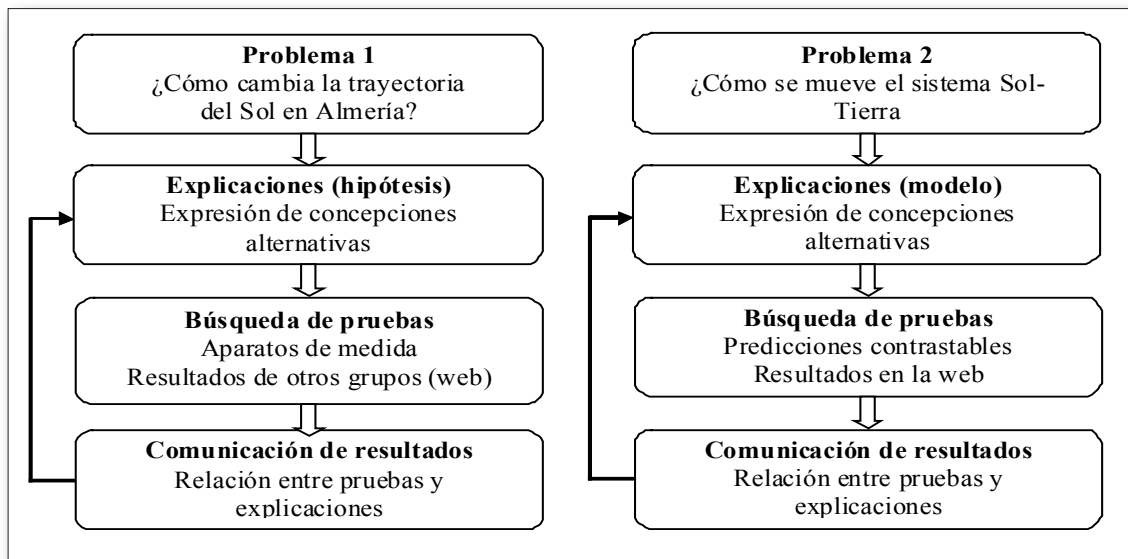 Problema 1
¿Cómo cambia la trayectoria
del Sol en Almería?
Explicaciones (hipótesis)
Expresión de concepciones
alternativas
Búsqueda de pruebas
Aparatos de medida
Resultados de otros grupos (web)
Comunicación de resultados
Relación entre pruebas y
explicaciones
Problema 2
¿Cómo se mueve el sistema Sol-
Tierra
Explicaciones (modelo)
Expresión de concepciones
alternativas
Búsqueda de pruebas
Predicciones contrastables
Resultados en la web
Comunicación de resultados
Relación entre pruebas y
explicaciones